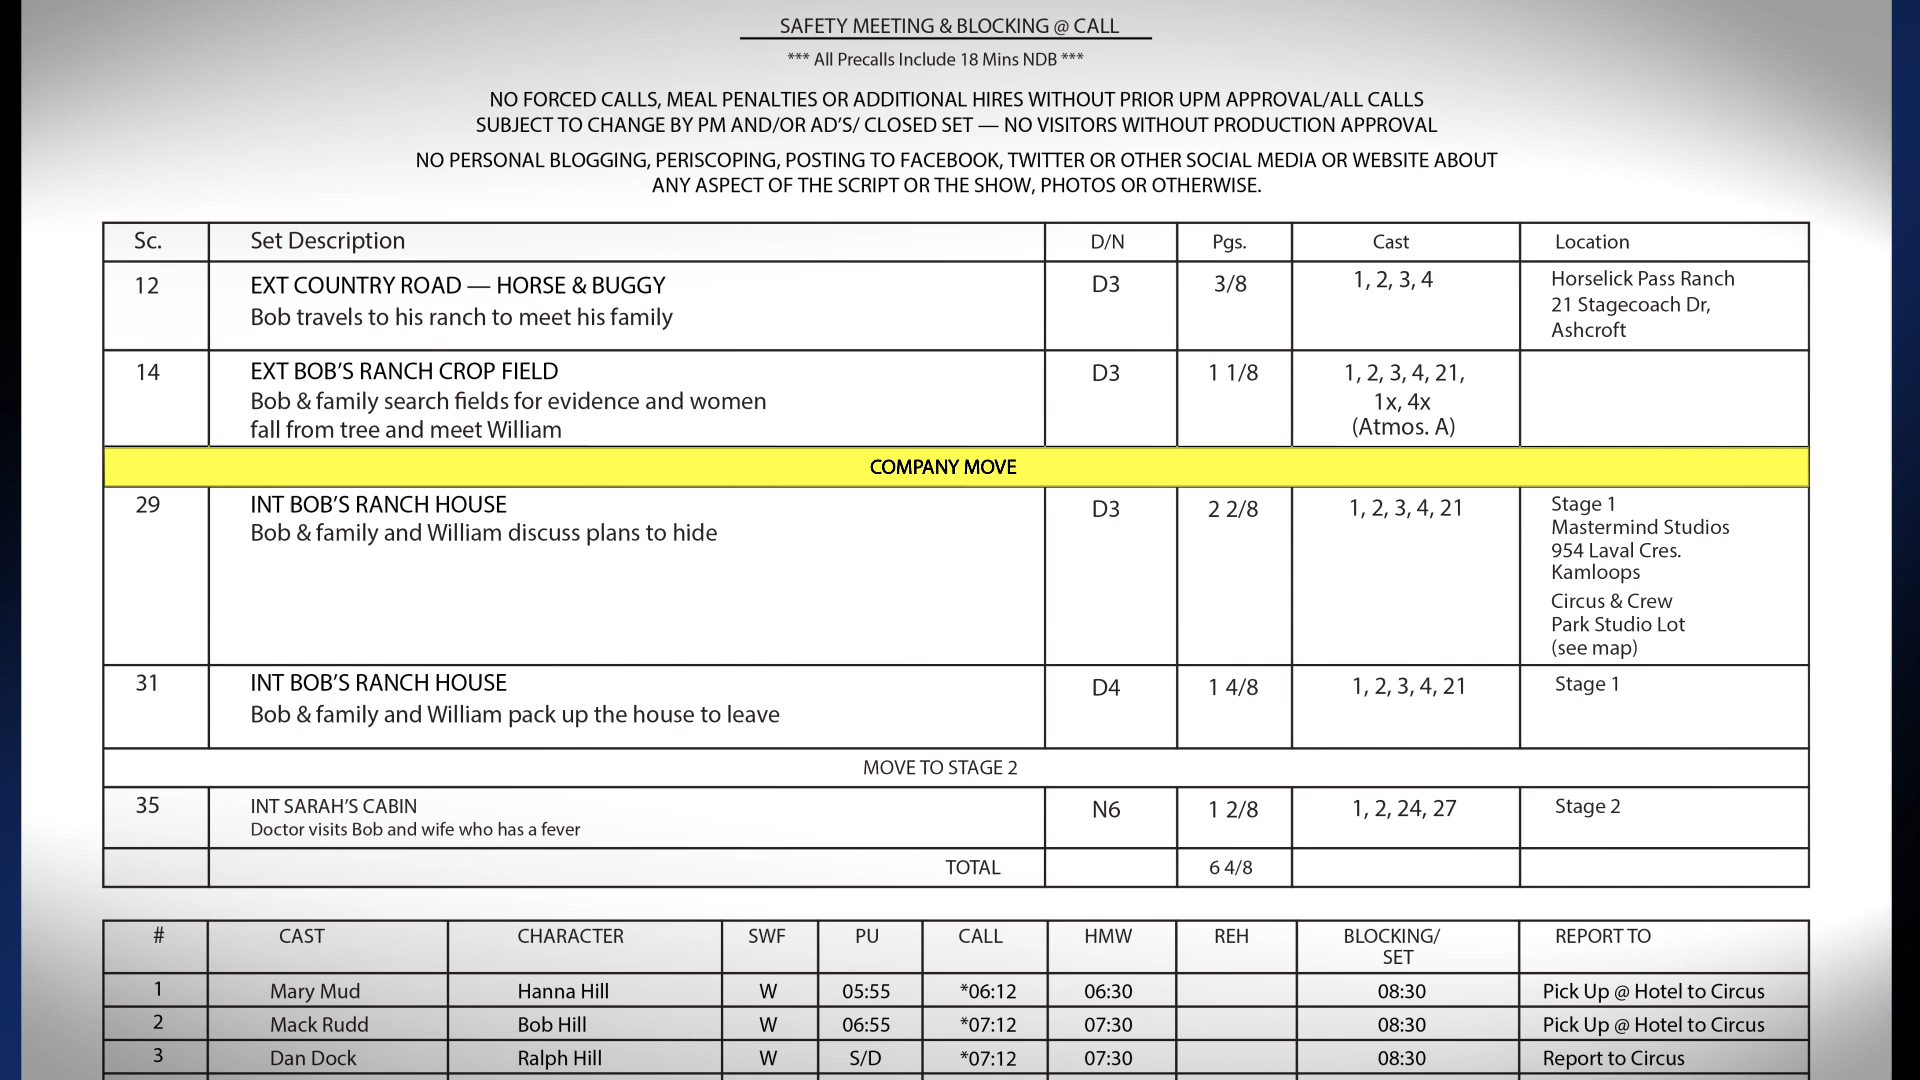 SAFETY MEETING & BLOCKING @ CALL
*** All Precalls Include 18 Mins NDB ***
NO FORCED CALLS, MEAL PENALTIES OR ADDITIONAL HIRES WITHOUT PRIOR UPM APPROVAL/ALL CALLS
SUBJECT TO CHANGE BY PM AND/OR AD'S/ CLOSED SET — NO VISITORS WITHOUT PRODUCTION APPROVAL
NO PERSONAL BLOGGING, PERISCOPING, POSTING TO FACEBOOK, TWITTER OR OTHER SOCIAL MEDIA OR WEBSITE ABOUT
ANY ASPECT OF THE SCRIPT OR THE SHOW, PHOTOS OR OTHERWISE.
Sc. Set Description D/N Pgs. Cast Location
12 EXT COUNTRY ROAD — HORSE & BUGGY D3 3/8 1, 2, 3, 4 Horselick Pass Ranch
Bob travels to his ranch to meet his family 21 Stagecoach Dr,
Ashcroft
14 EXT BOB'S RANCH CROP FIELD D3 1 1/8 1, 2, 3, 4, 21,
Bob & family search fields for evidence and women 1x, 4x
fall from tree and meet William (Atmos. A)
COMPANY MOVE
29 INT BOB'S RANCH HOUSE D3 2 2/8 1, 2, 3, 4, 21 Stage 1
Bob & family and William discuss plans to hide Mastermind Studios
954 Laval Cres.
Kamloops
Circus & Crew
Park Studio Lot
(see map)
31 INT BOB'S RANCH HOUSE D4 1 4/8 1, 2, 3, 4, 21 Stage 1
Bob & family and William pack up the house to leave
MOVE TO STAGE 2
35 INT SARAH'S CABIN N6 1 2/8 1, 2, 24, 27 Stage 2
Doctor visits Bob and wife who has a fever
TOTAL 6 4/8
# CAST CHARACTER SWF PU CALL HMW REH BLOCKING/ REPORT TO
SET
1 Mary Mud Hanna Hill W 05:55 *06:12 06:30 08:30 Pick Up @ Hotel to Circus
2 Mack Rudd Bob Hill W 06:55 *07:12 07:30 08:30 Pick Up @ Hotel to Circus
3 Dan Dock Ralph Hill W S/D *07:12 07:30 08:30 Report to Circus